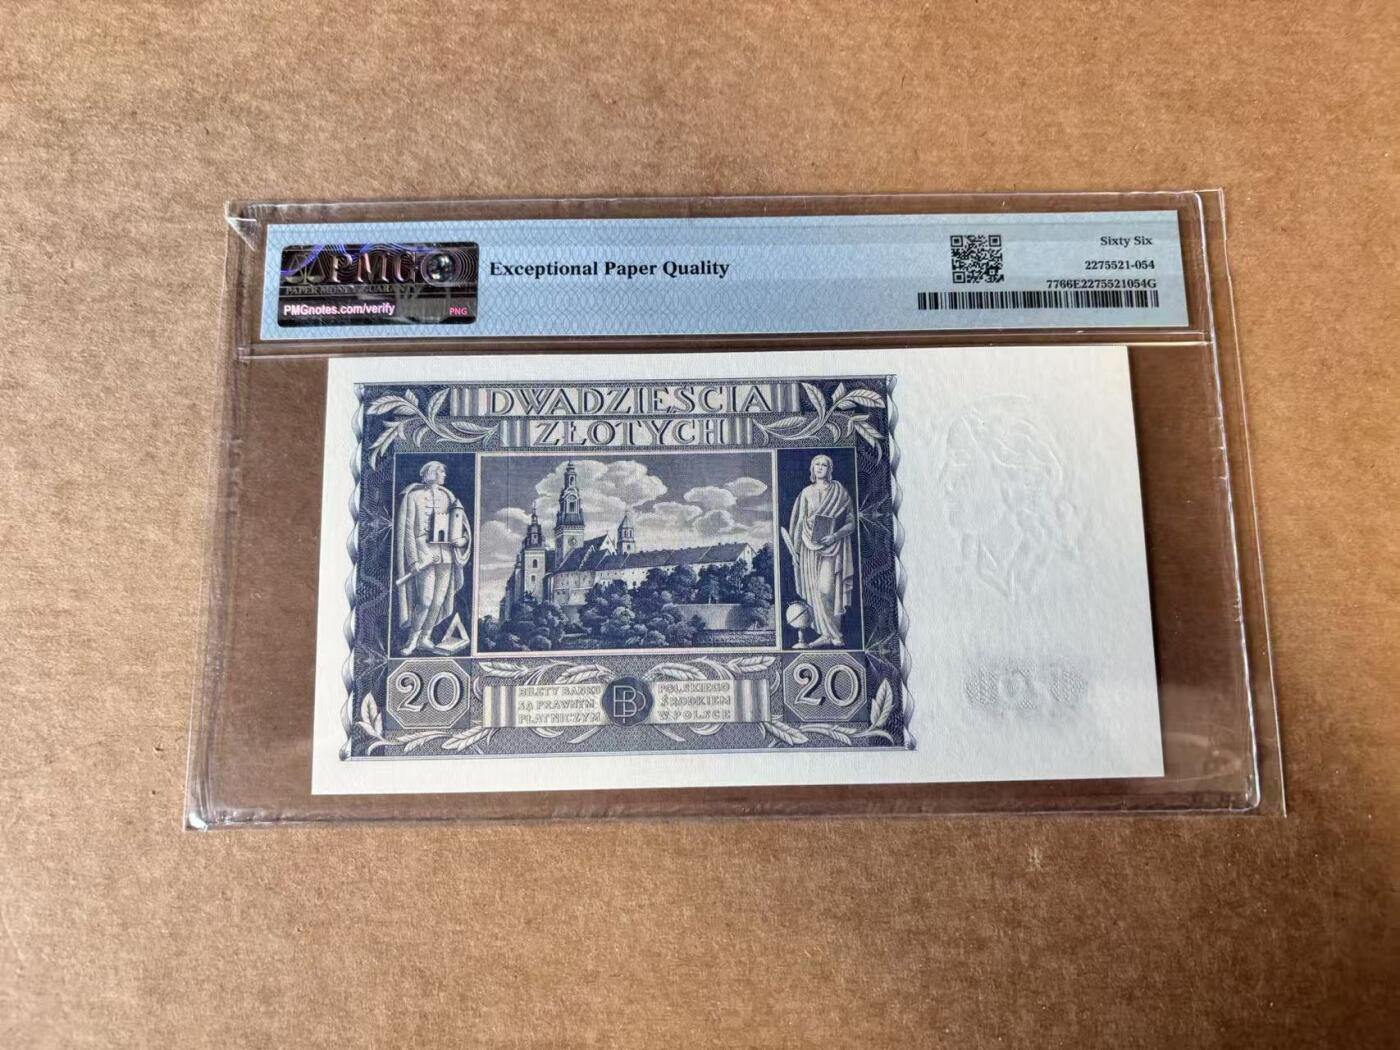 PMG
PAPER MONEY GUARANTY
PMGnotes.com/verify
PNG
Exceptional Paper Quality
Sixty Six
2275521-054
7766E2275521054G
DWADZIEŚCIA
ZŁOTYCH
20
BILETY BANKU
SĄ PRAWNYM
PŁATNICZYM
BP
POLSKIEGO
ŚRODKIEM
W POLSCE
20